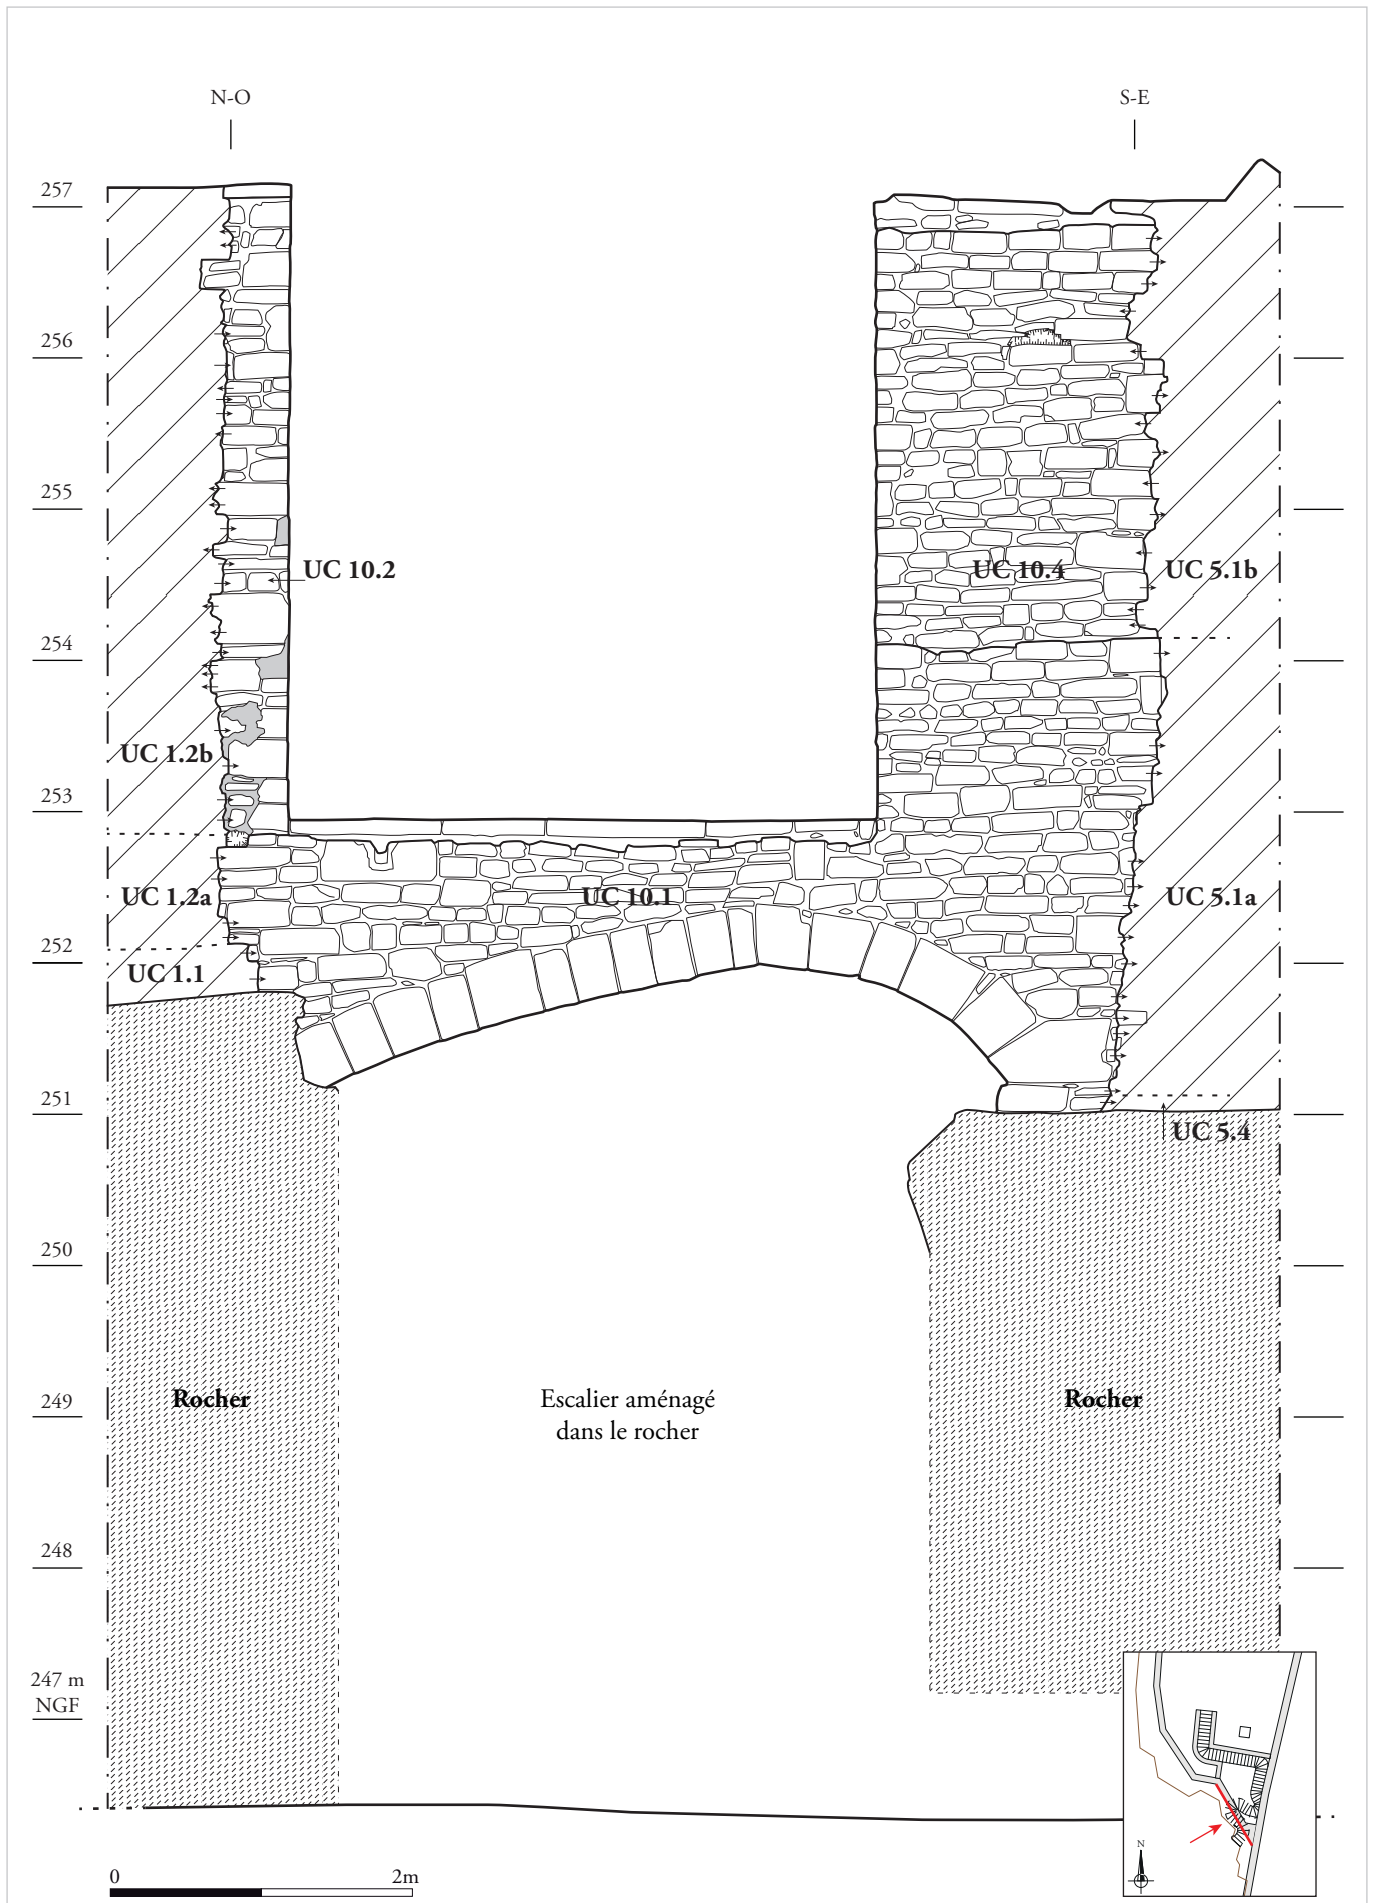 N-O
S-E
257
256
255
UC 10.2
UC 10.4
UC 5.1b
254
UC 1.2b
253
UC 1.2a
UC 10.1
UC 5.1a
252
UC 1.1
251
UC 5.4
250
249
Rocher
Escalier aménagé
dans le rocher
Rocher
248
247 m
NGF
N
0
2m